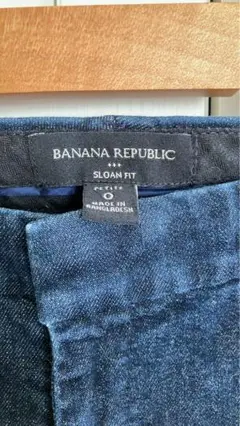 BANANA REPUBLIC
★★★
SLOAN FIT
PETITE
0
MADE IN
BANGLADESH